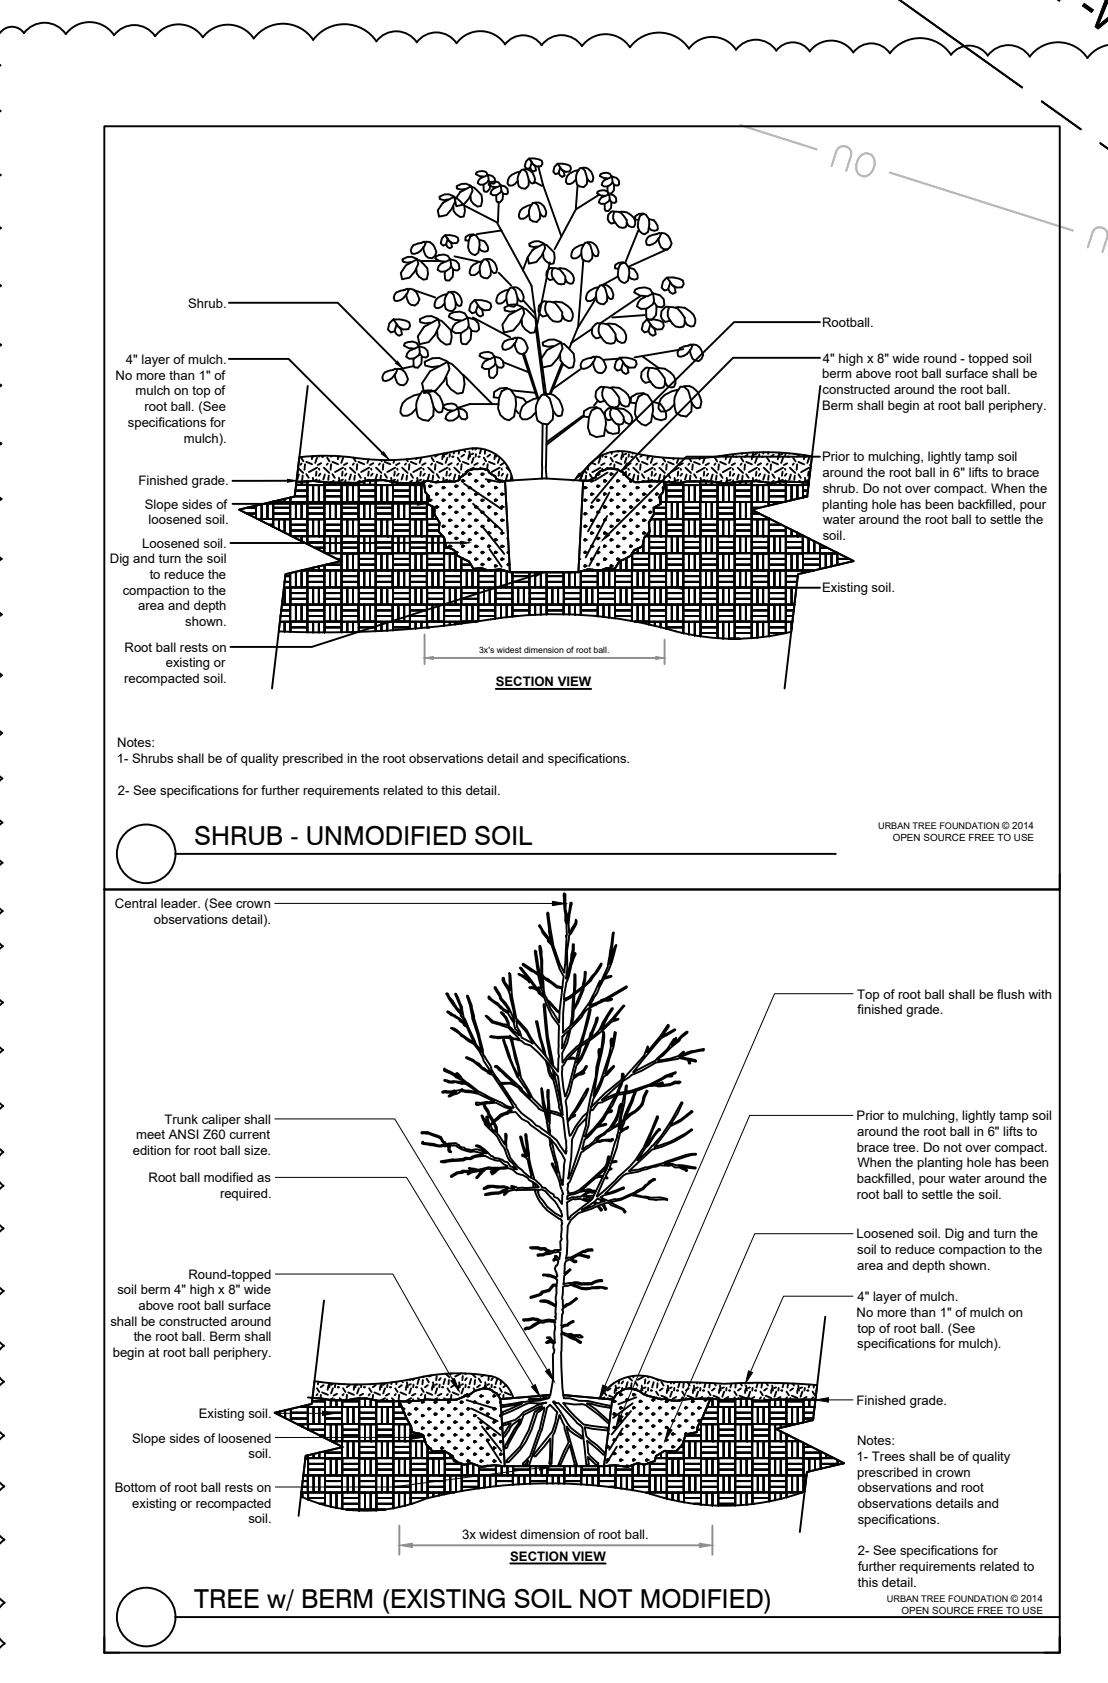 Shrub.
4" layer of mulch.
No more than 1" of
mulch on top of
root ball. (See
specifications for
mulch).
Finished grade.
Slope sides of
loosened soil.
Loosened soil.
Dig and turn the soil
to reduce the
compaction to the
area and depth
shown.
Root ball rests on
existing or
recompacted soil.
Rootball.
4" high x 8" wide round - topped soil
berm above root ball surface shall be
constructed around the root ball.
Berm shall begin at root ball periphery.
Prior to mulching, lightly tamp soil
around the root ball in 6" lifts to brace
shrub. Do not over compact. When the
planting hole has been backfilled, pour
water around the root ball to settle the
soil.
Existing soil.
3x's widest dimension of root ball.
SECTION VIEW
Notes:
1- Shrubs shall be of quality prescribed in the root observations detail and specifications.
2- See specifications for further requirements related to this detail.
SHRUB - UNMODIFIED SOIL
URBAN TREE FOUNDATION © 2014
OPEN SOURCE FREE TO USE
Central leader. (See crown
observations detail).
Trunk caliper shall
meet ANSI Z60 current
edition for root ball size.
Root ball modified as
required.
Round-topped
soil berm 4" high x 8" wide
above root ball surface
shall be constructed around
the root ball. Berm shall
begin at root ball periphery.
Existing soil.
Slope sides of loosened
soil.
Bottom of root ball rests on
existing or recompacted
soil.
Top of root ball shall be flush with
finished grade.
Prior to mulching, lightly tamp soil
around the root ball in 6" lifts to
brace tree. Do not over compact.
When the planting hole has been
backfilled, pour water around the
root ball to settle the soil.
Loosened soil. Dig and turn the
soil to reduce compaction to the
area and depth shown.
4" layer of mulch.
No more than 1" of mulch on
top of root ball. (See
specifications for mulch).
Finished grade.
Notes:
1- Trees shall be of quality
prescribed in crown
observations and root
observations details and
specifications.
2- See specifications for
further requirements related to
this detail.
3x widest dimension of root ball.
SECTION VIEW
TREE w/ BERM (EXISTING SOIL NOT MODIFIED)
URBAN TREE FOUNDATION © 2014
OPEN SOURCE FREE TO USE